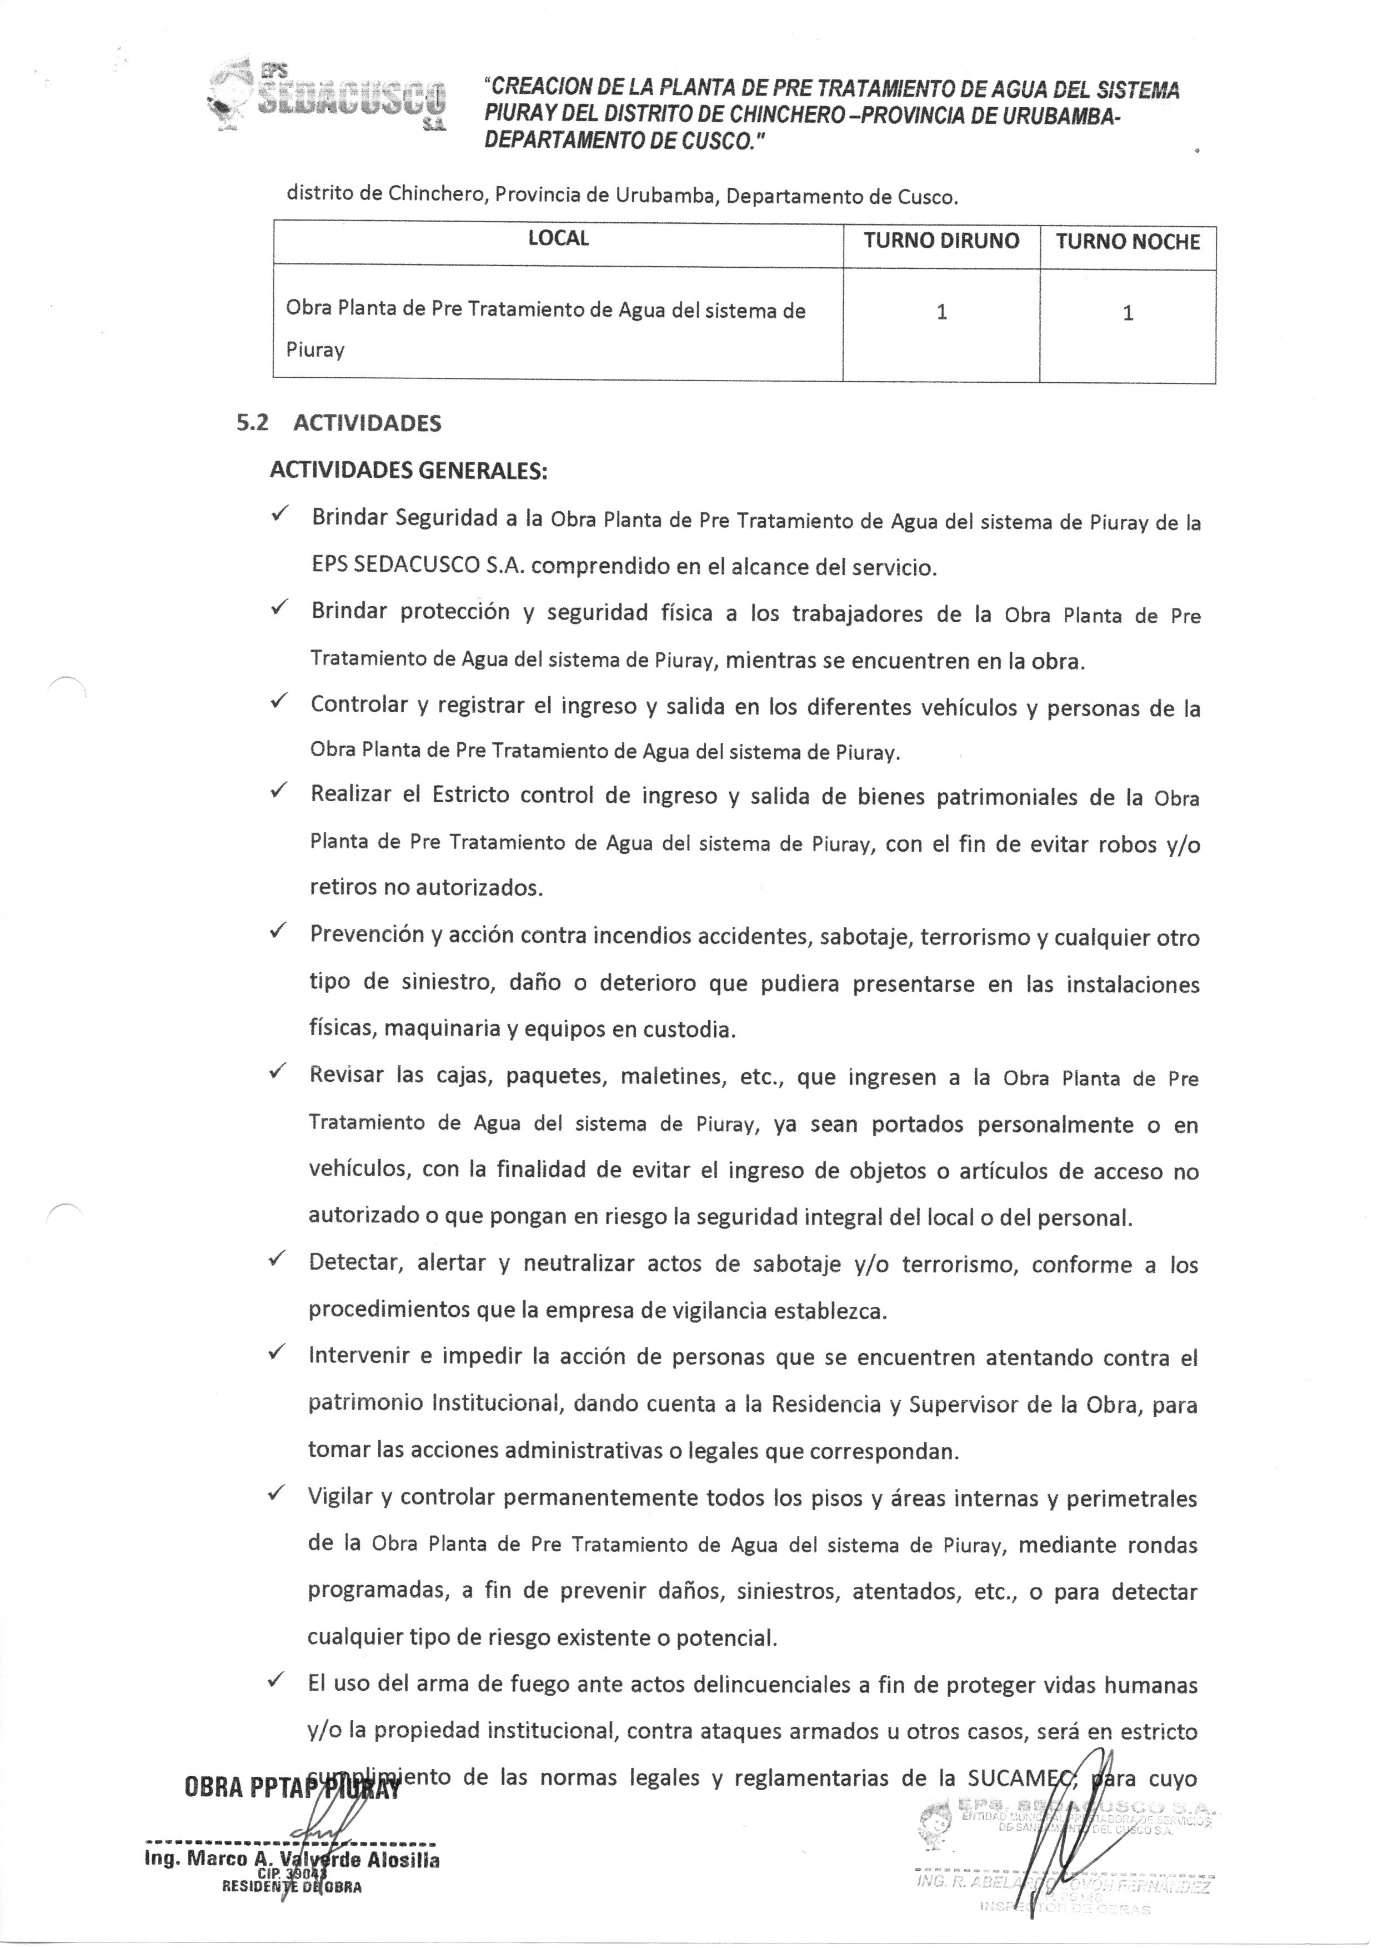 EPS
SEDACUSCO
S.A.
"CREACION DE LA PLANTA DE PRE TRATAMIENTO DE AGUA DEL SISTEMA
PIURAY DEL DISTRITO DE CHINCHERO –PROVINCIA DE URUBAMBA-
DEPARTAMENTO DE CUSCO."
distrito de Chinchero, Provincia de Urubamba, Departamento de Cusco.
LOCAL TURNO DIRUNO TURNO NOCHE
Obra Planta de Pre Tratamiento de Agua del sistema de
Piuray
1 1
5.2 ACTIVIDADES
ACTIVIDADES GENERALES:
✓ Brindar Seguridad a la Obra Planta de Pre Tratamiento de Agua del sistema de Piuray de la
EPS SEDACUSCO S.A. comprendido en el alcance del servicio.
✓ Brindar protección y seguridad física a los trabajadores de la Obra Planta de Pre
Tratamiento de Agua del sistema de Piuray, mientras se encuentren en la obra.
✓ Controlar y registrar el ingreso y salida en los diferentes vehículos y personas de la
Obra Planta de Pre Tratamiento de Agua del sistema de Piuray.
✓ Realizar el Estricto control de ingreso y salida de bienes patrimoniales de la Obra
Planta de Pre Tratamiento de Agua del sistema de Piuray, con el fin de evitar robos y/o
retiros no autorizados.
✓ Prevención y acción contra incendios accidentes, sabotaje, terrorismo y cualquier otro
tipo de siniestro, daño o deterioro que pudiera presentarse en las instalaciones
físicas, maquinaria y equipos en custodia.
✓ Revisar las cajas, paquetes, maletines, etc., que ingresen a la Obra Planta de Pre
Tratamiento de Agua del sistema de Piuray, ya sean portados personalmente o en
vehículos, con la finalidad de evitar el ingreso de objetos o artículos de acceso no
autorizado o que pongan en riesgo la seguridad integral del local o del personal.
✓ Detectar, alertar y neutralizar actos de sabotaje y/o terrorismo, conforme a los
procedimientos que la empresa de vigilancia establezca.
✓ Intervenir e impedir la acción de personas que se encuentren atentando contra el
patrimonio Institucional, dando cuenta a la Residencia y Supervisor de la Obra, para
tomar las acciones administrativas o legales que correspondan.
✓ Vigilar y controlar permanentemente todos los pisos y áreas internas y perimetrales
de la Obra Planta de Pre Tratamiento de Agua del sistema de Piuray, mediante rondas
programadas, a fin de prevenir daños, siniestros, atentados, etc., o para detectar
cualquier tipo de riesgo existente o potencial.
✓ El uso del arma de fuego ante actos delincuenciales a fin de proteger vidas humanas
y/o la propiedad institucional, contra ataques armados u otros casos, será en estricto
cumplimiento de las normas legales y reglamentarias de la SUCAMEC; para cuyo
OBRA PPTAP PIURAY
Ing. Marco A. Valverde Alosilla
CIP. 39043
RESIDENTE DE OBRA
EPS. SEDACUSCO S.A.
ENTIDAD MUNICIPAL PRESTADORA DE SERVICIOS
DE SANEAMIENTO DEL CUSCO S.A.
ING. R. ABELARDO FERNANDEZ
INSPECTOR DE OBRAS